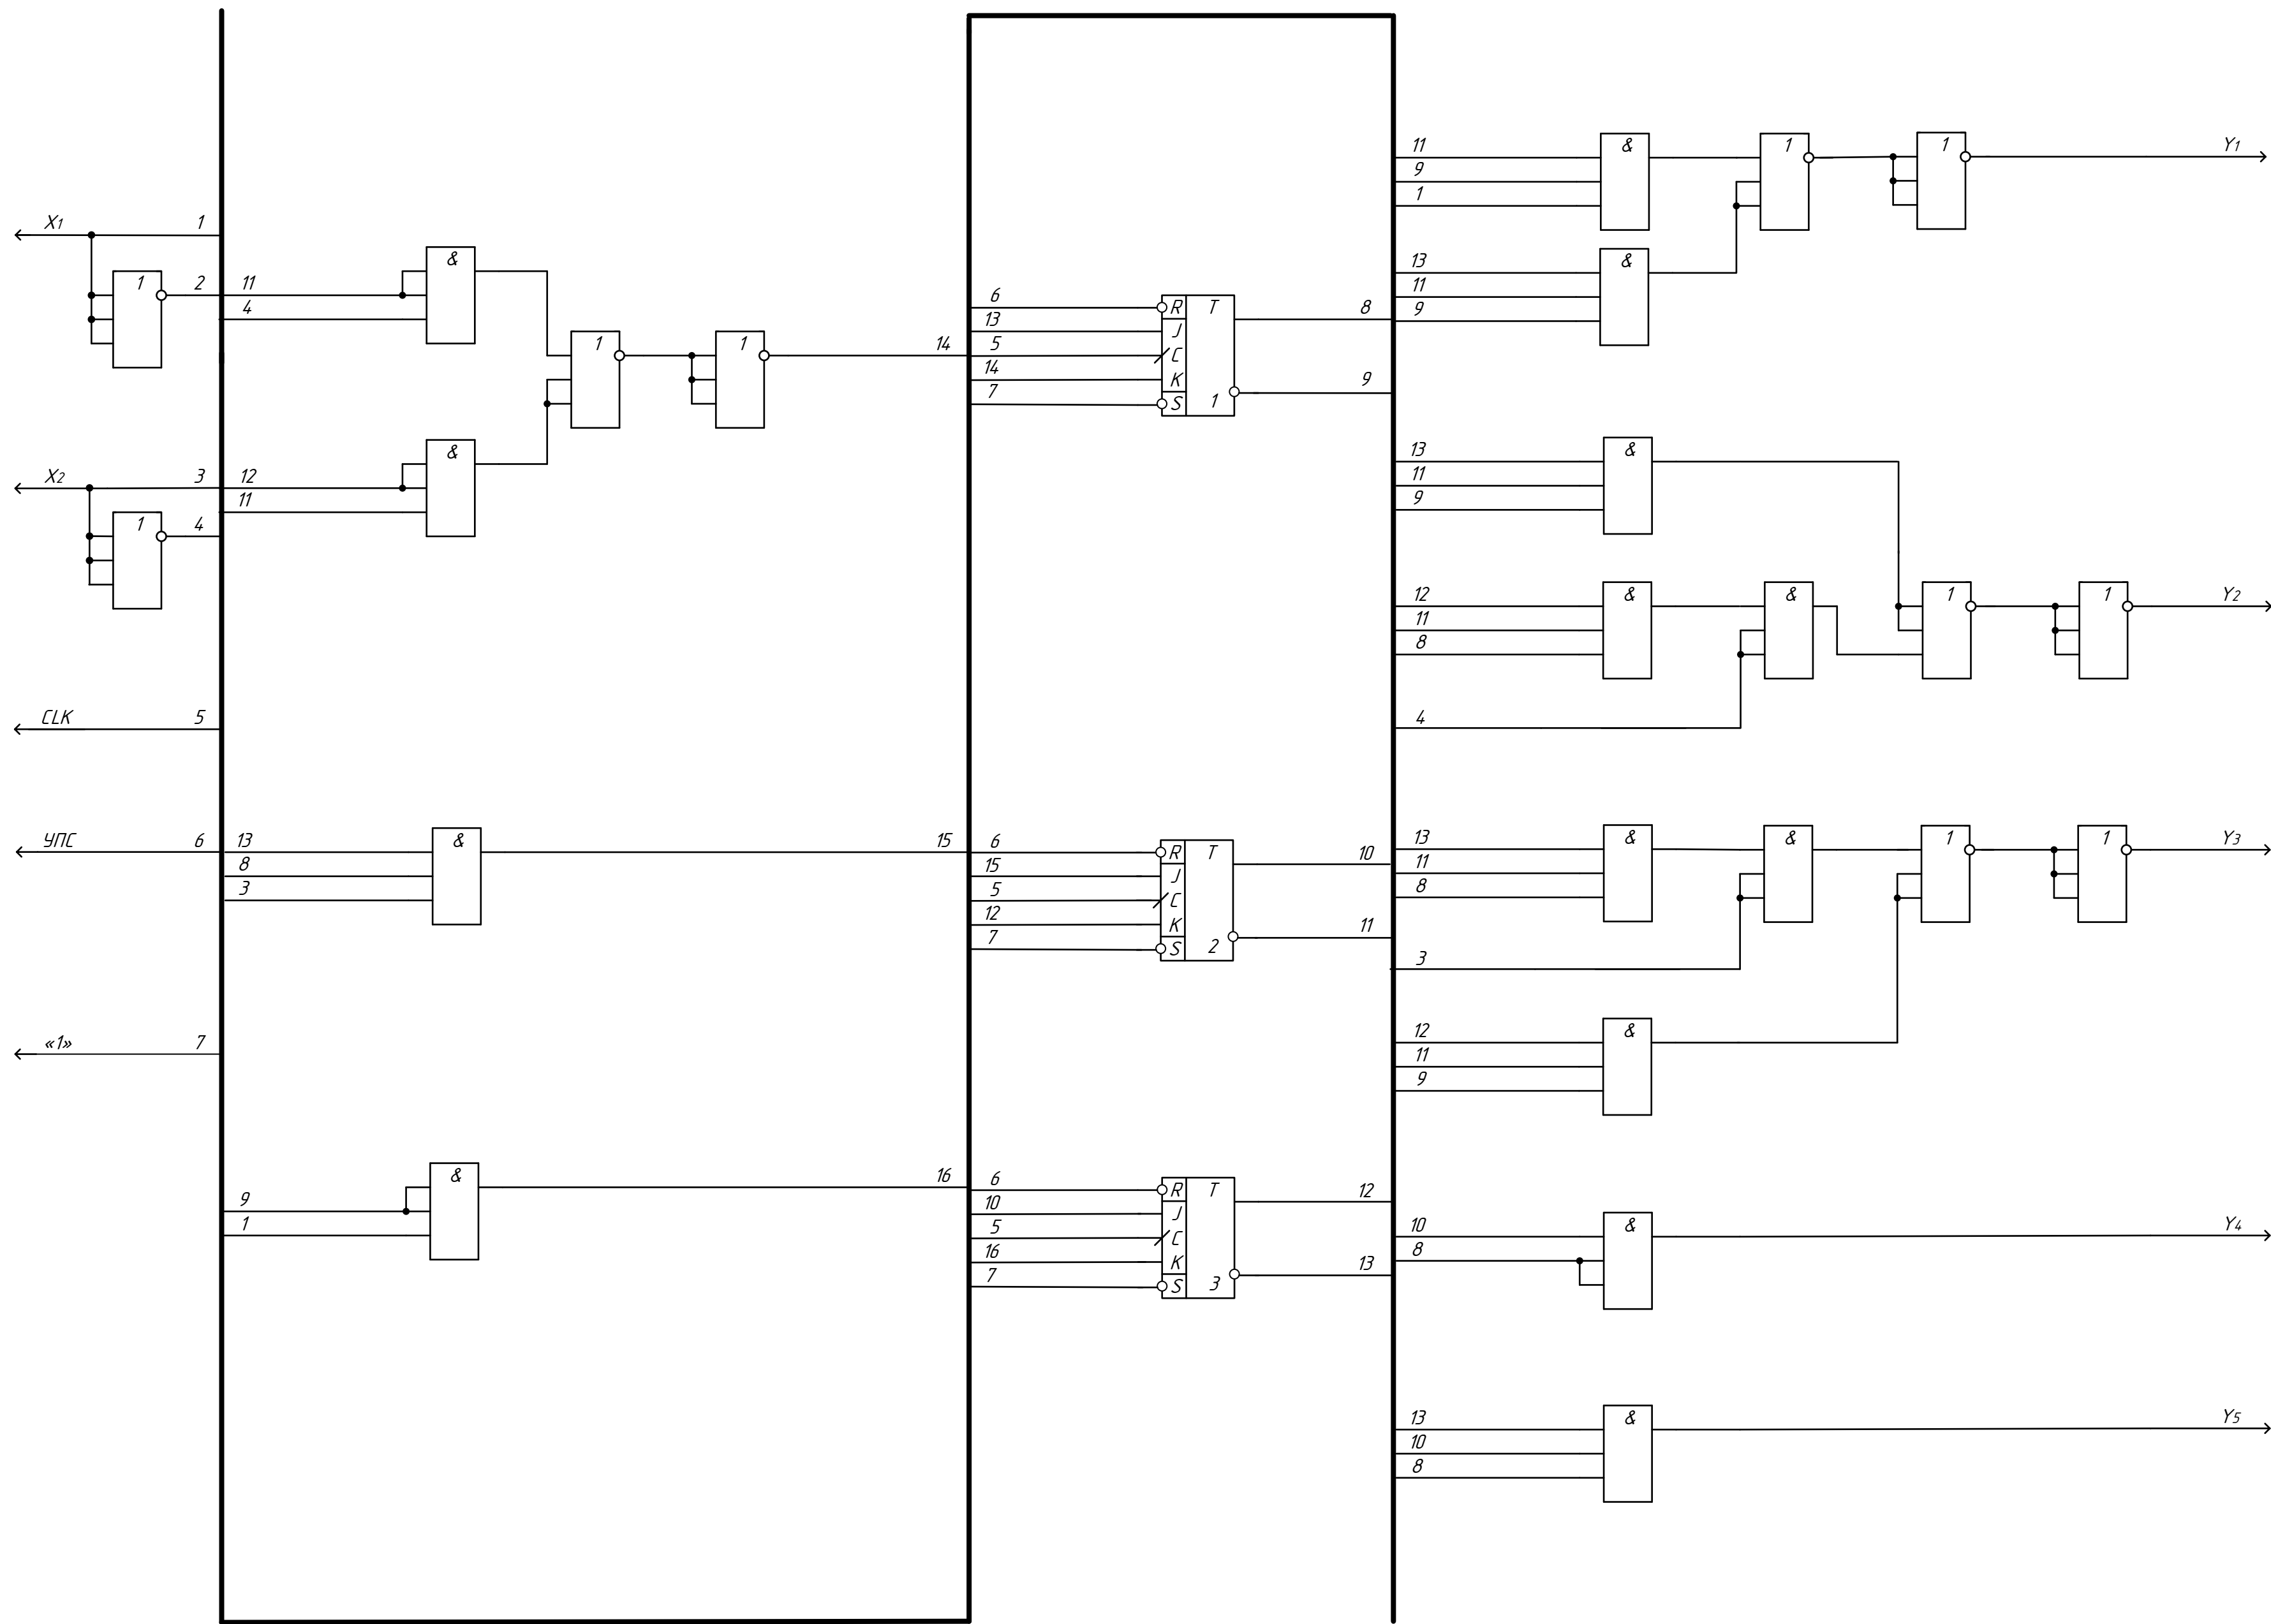 X1 1
1 2
X2 3
1 4
CLK 5
УПС 6
«1» 7
11 &
4
12 &
11
1 1 14
13 & 15
8
3
9 & 16
1
6 R T 8
13 J
5 C
14 K 9
7 S 1
6 R T 10
15 J
5 C
12 K 11
7 S 2
6 R T 12
10 J
5 C
16 K 13
7 S 3
11 & 1 1 Y1
9
1
13 &
11
9
13 &
11
9
12 & & 1 1 Y2
11
8
4
13 & & 1 1 Y3
11
8
3
12 &
11
9
10 & Y4
8
13 & Y5
10
8